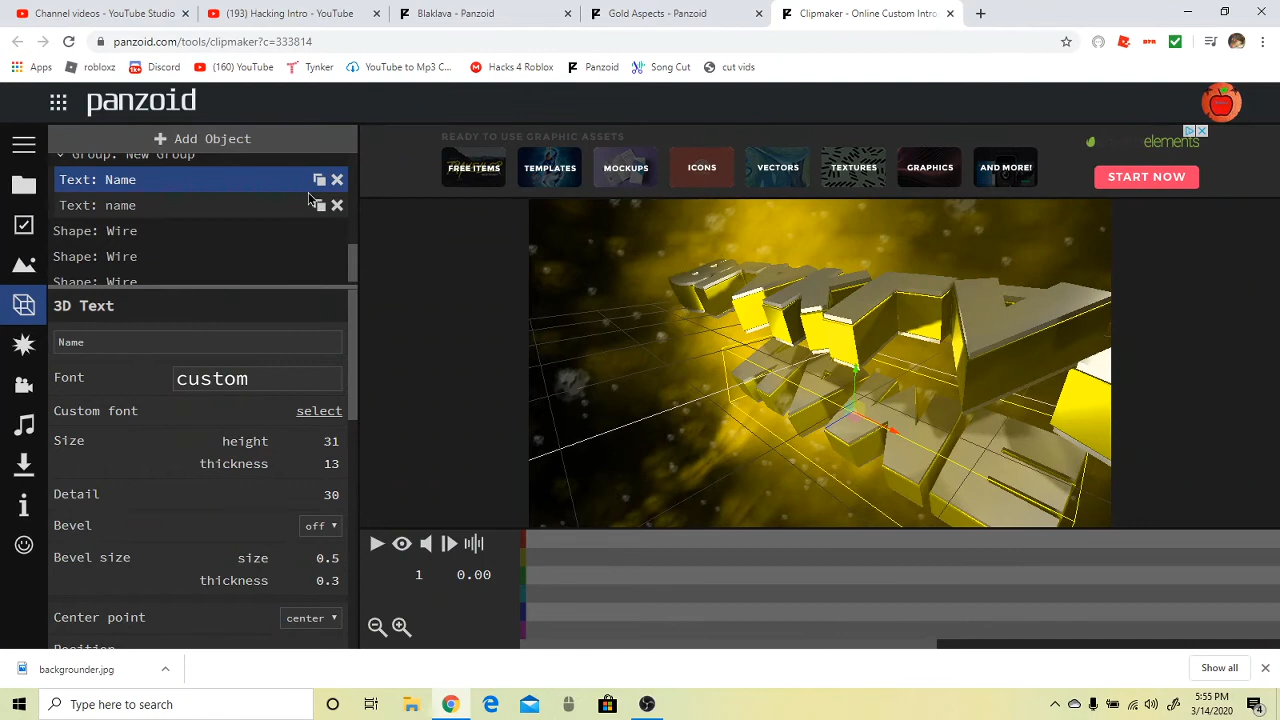 Channel videos - YouTube Studio
(193) Hacking Intro - YouTube
Blaklava - Panzoid
Gold Aspects - Panzoid
Clipmaker - Online Custom Intro
panzoid.com/tools/clipmaker?c=333814
Apps
robloxz
Discord
(160) YouTube
Tynker
YouTube to Mp3 C...
Hacks 4 Roblox
Panzoid
Song Cut
cut vids
panzoid
Add Object
Group: New Group
Text: Name
Text: name
Shape: Wire
Shape: Wire
Shape: Wire
3D Text
Name
Font custom
Custom font select
Size height 31
thickness 13
Detail 30
Bevel off
Bevel size size 0.5
thickness 0.3
Center point center
READY TO USE GRAPHIC ASSETS
FREE ITEMS
TEMPLATES
MOCKUPS
ICONS
VECTORS
TEXTURES
GRAPHICS
AND MORE!
elements
START NOW
1 0.00
backgrounder.jpg
Show all
Type here to search
5:55 PM
3/14/2020
4